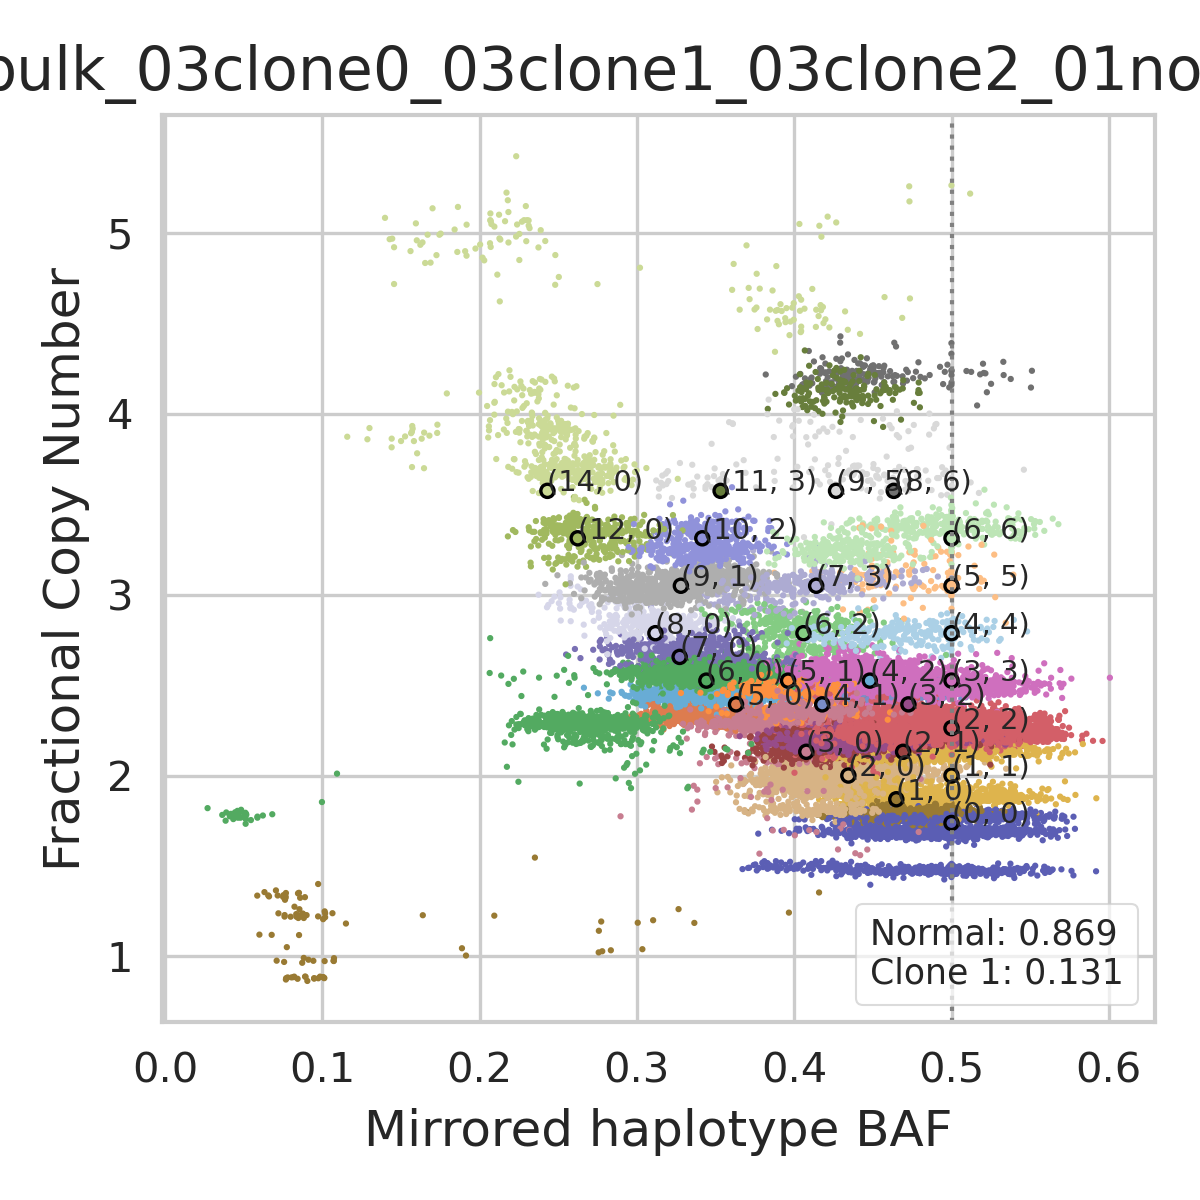 bulk_03clone0_03clone1_03clone2_01no
Fractional Copy Number
5
4
3
2
1
(14, 0) (11, 3) (9, 5) (8, 6)
(12, 0) (10, 2) (6, 6)
(9, 1) (7, 3) (5, 5)
(8, 0) (6, 2) (4, 4)
(7, 0)
(6, 0) (5, 1) (4, 2) (3, 3)
(5, 0) (4, 1) (3, 2)
(2, 2)
(3, 0) (2, 1)
(2, 0) (1, 1)
(1, 0)
(0, 0)
Normal: 0.869
Clone 1: 0.131
0.0 0.1 0.2 0.3 0.4 0.5 0.6
Mirrored haplotype BAF